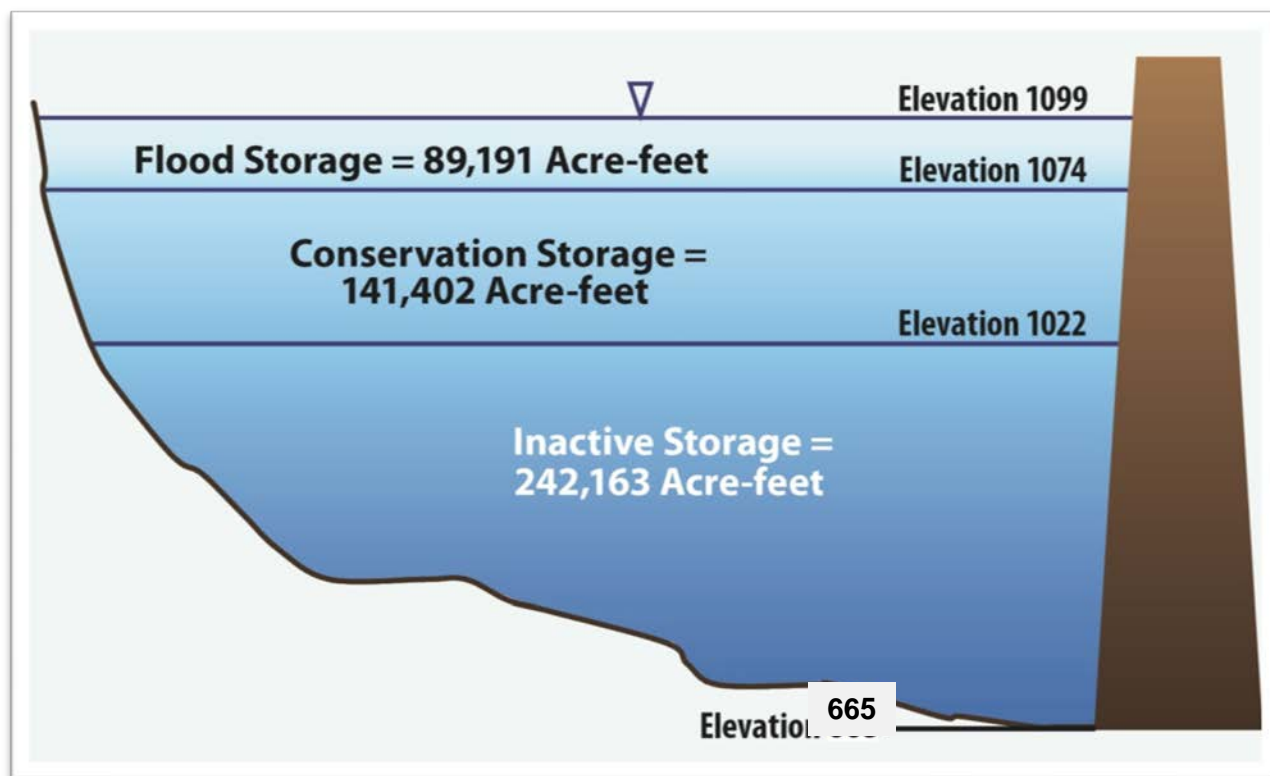 Elevation 1099
Flood Storage = 89,191 Acre-feet
Elevation 1074
Conservation Storage =
141,402 Acre-feet
Elevation 1022
Inactive Storage =
242,163 Acre-feet
Elevation 665